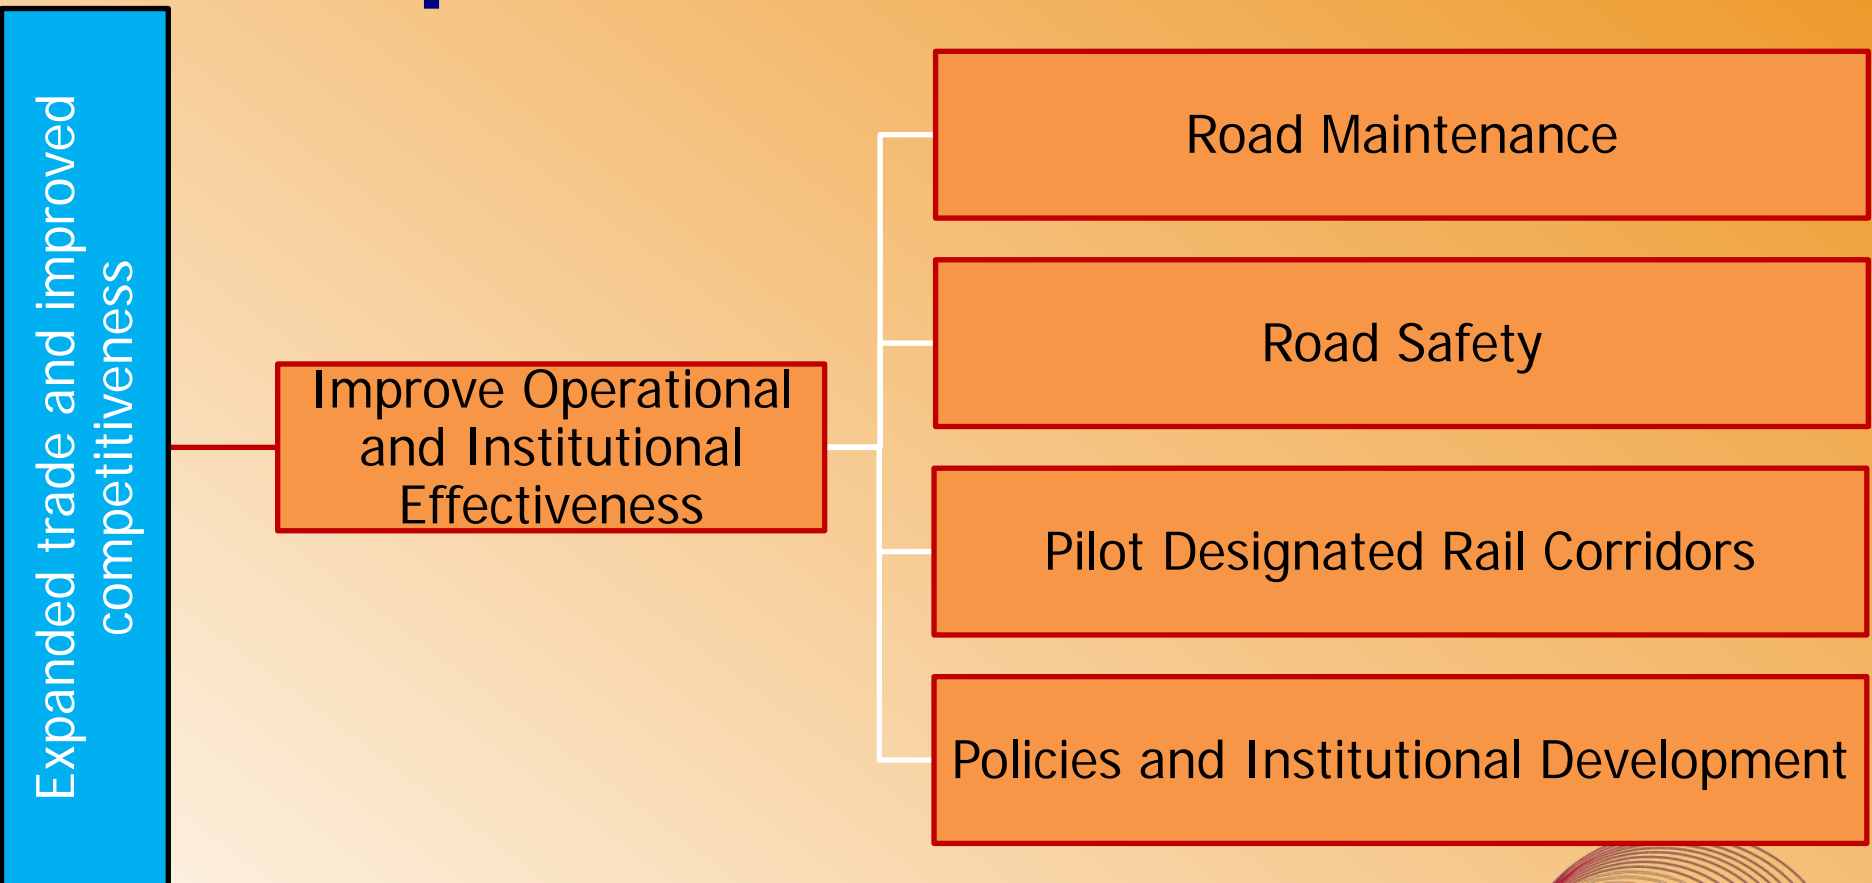 Expanded trade and improved
competitiveness
Improve Operational
and Institutional
Effectiveness
Road Maintenance
Road Safety
Pilot Designated Rail Corridors
Policies and Institutional Development